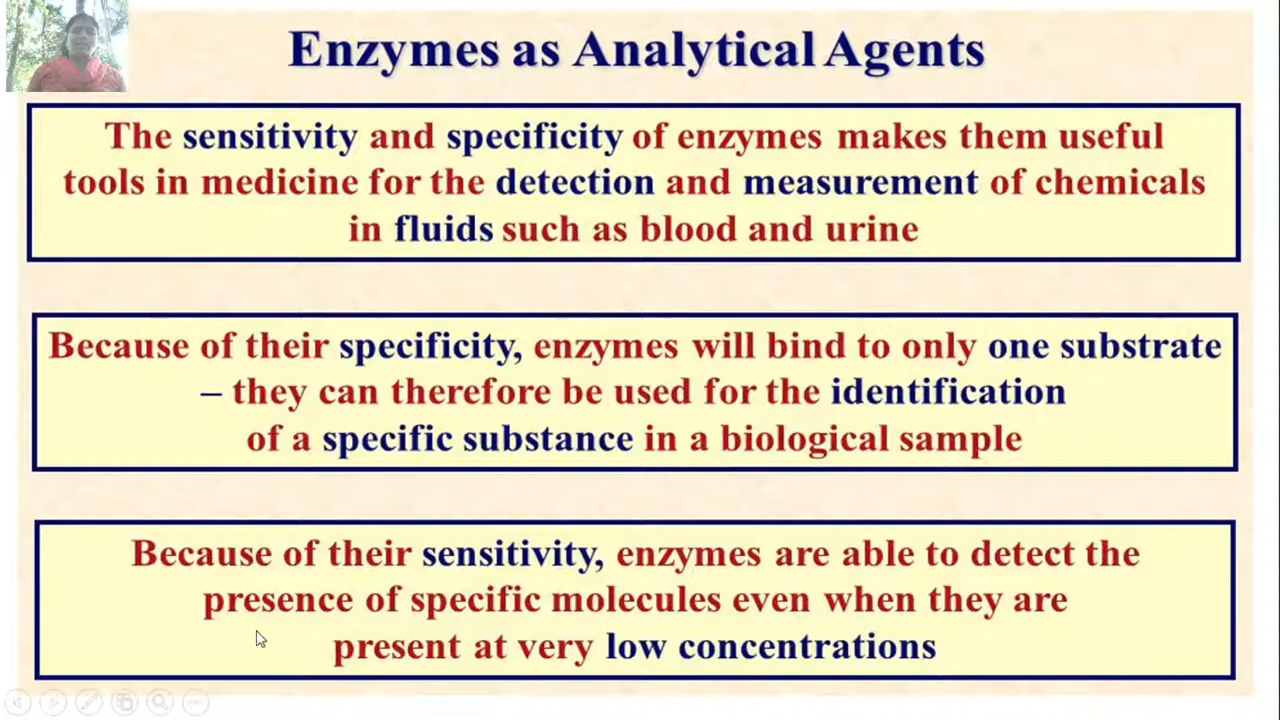 Enzymes as Analytical Agents
The sensitivity and specificity of enzymes makes them useful
tools in medicine for the detection and measurement of chemicals
in fluids such as blood and urine
Because of their specificity, enzymes will bind to only one substrate
– they can therefore be used for the identification
of a specific substance in a biological sample
Because of their sensitivity, enzymes are able to detect the
presence of specific molecules even when they are
present at very low concentrations